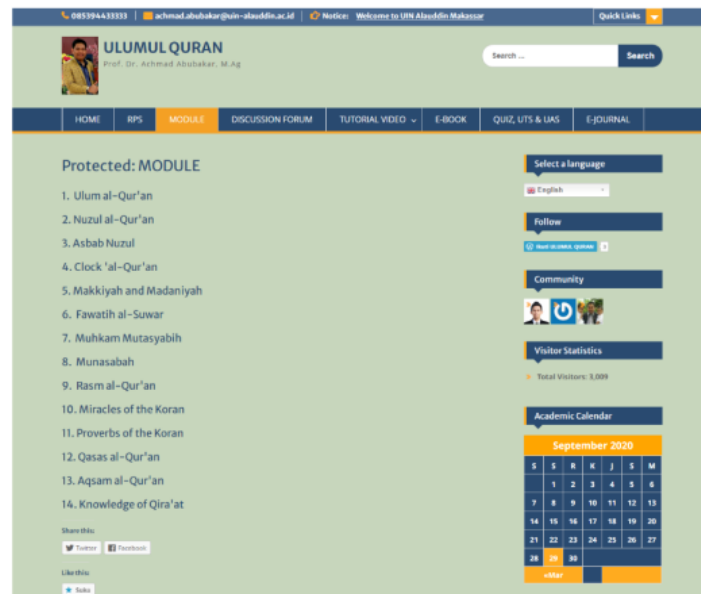 085394433333 achmad.abubakar@uin-alauddin.ac.id Notice: Welcome to UIN Alauddin Makassar Quick Links
ULUMUL QURAN
Prof. Dr. Achmad Abubakar, M.Ag
Search ... Search
HOME RPS MODULE DISCUSSION FORUM TUTORIAL VIDEO E-BOOK QUIZ, UTS & UAS E-JOURNAL
Protected: MODULE
1. Ulum al-Qur'an
2. Nuzul al-Qur'an
3. Asbab Nuzul
4. Clock 'al-Qur'an
5. Makkiyah and Madaniyah
6. Fawatih al-Suwar
7. Muhkam Mutasyabih
8. Munasabah
9. Rasm al-Qur'an
10. Miracles of the Koran
11. Proverbs of the Koran
12. Qasas al-Qur'an
13. Aqsam al-Qur'an
14. Knowledge of Qira'at
Share this:
Twitter Facebook
Like this:
Suka
Select a language
English
Follow
ULUMUL QURAN
Community
Visitor Statistics
Total Visitors: 3,009
Academic Calendar
September 2020
S S R K J S M
1 2 3 4 5 6
7 8 9 10 11 12 13
14 15 16 17 18 19 20
21 22 23 24 25 26 27
28 29 30
«Mar